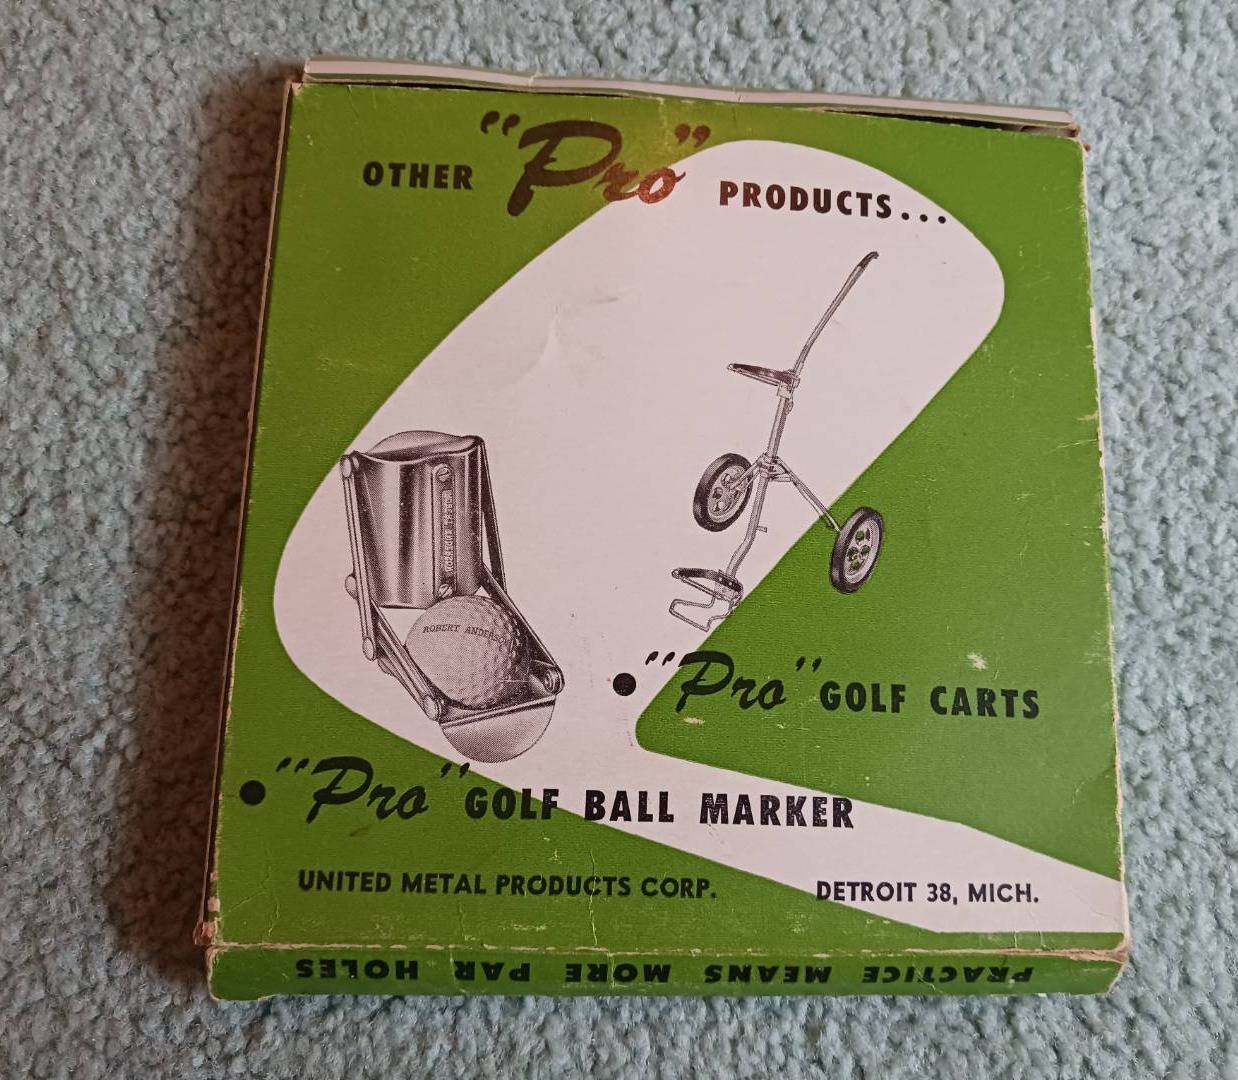 OTHER "Pro" PRODUCTS...
ROBERT ANDERSON
• "Pro" GOLF CARTS
• "Pro" GOLF BALL MARKER
UNITED METAL PRODUCTS CORP. DETROIT 38, MICH.
PRACTICE MEANS MORE PAR HOLES